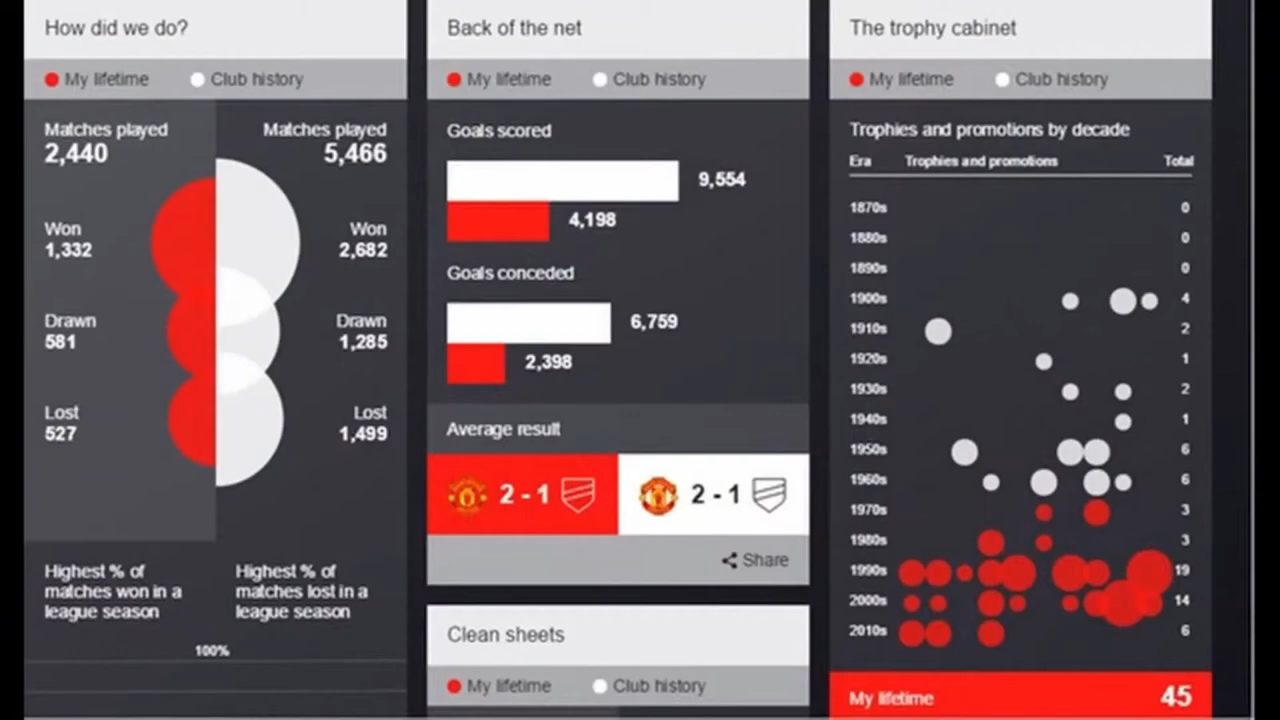 How did we do?
My lifetime
Club history
Matches played
2,440
Matches played
5,466
Won
1,332
Won
2,682
Drawn
581
Drawn
1,285
Lost
527
Lost
1,499
Highest % of
matches won in a
league season
Highest % of
matches lost in a
league season
100%
Back of the net
My lifetime
Club history
Goals scored
9,554
4,198
Goals conceded
6,759
2,398
Average result
2 - 1
2 - 1
Share
Clean sheets
My lifetime
Club history
The trophy cabinet
My lifetime
Club history
Trophies and promotions by decade
Era Trophies and promotions Total
1870s 0
1880s 0
1890s 0
1900s 4
1910s 2
1920s 1
1930s 2
1940s 1
1950s 6
1960s 6
1970s 3
1980s 3
1990s 19
2000s 14
2010s 6
My lifetime 45